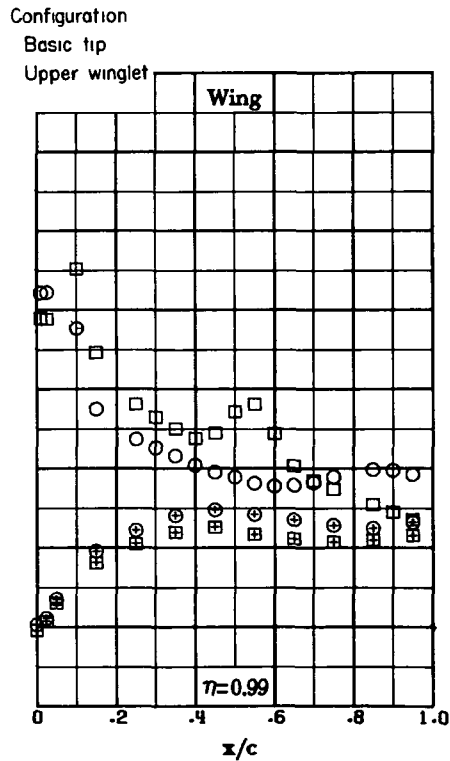 Configuration
Basic tip
Upper winglet
Wing
η=0.99
0 .2 .4 .6 .8 1.0
x/c